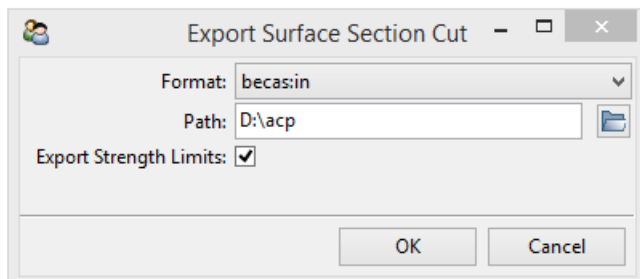 Export Surface Section Cut
Format: becas:in
Path: D:\acp
Export Strength Limits:
OK Cancel